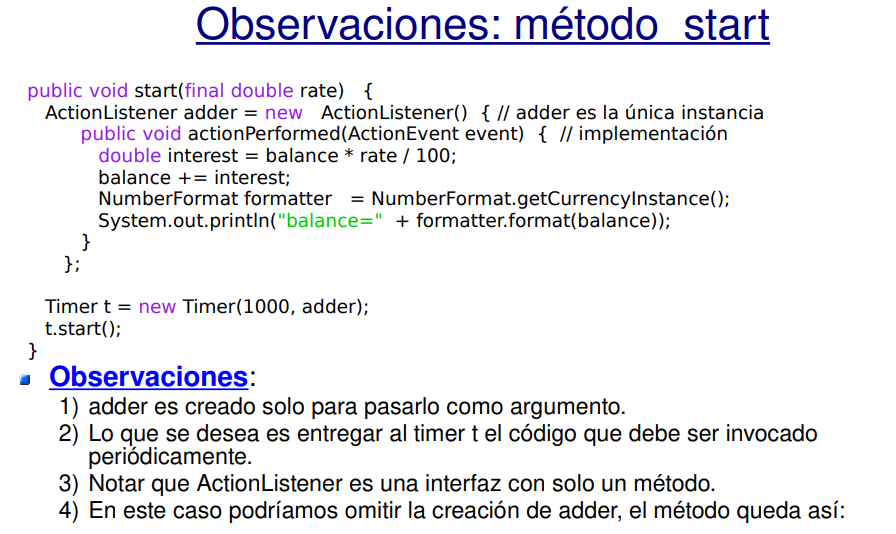 Observaciones: método start
public void start(final double rate) {
ActionListener adder = new ActionListener() { // adder es la única instancia
public void actionPerformed(ActionEvent event) { // implementación
double interest = balance * rate / 100;
balance += interest;
NumberFormat formatter = NumberFormat.getCurrencyInstance();
System.out.println("balance=" + formatter.format(balance));
}
};
Timer t = new Timer(1000, adder);
t.start();
}
Observaciones:
1) adder es creado solo para pasarlo como argumento.
2) Lo que se desea es entregar al timer t el código que debe ser invocado
periódicamente.
3) Notar que ActionListener es una interfaz con solo un método.
4) En este caso podríamos omitir la creación de adder, el método queda así: